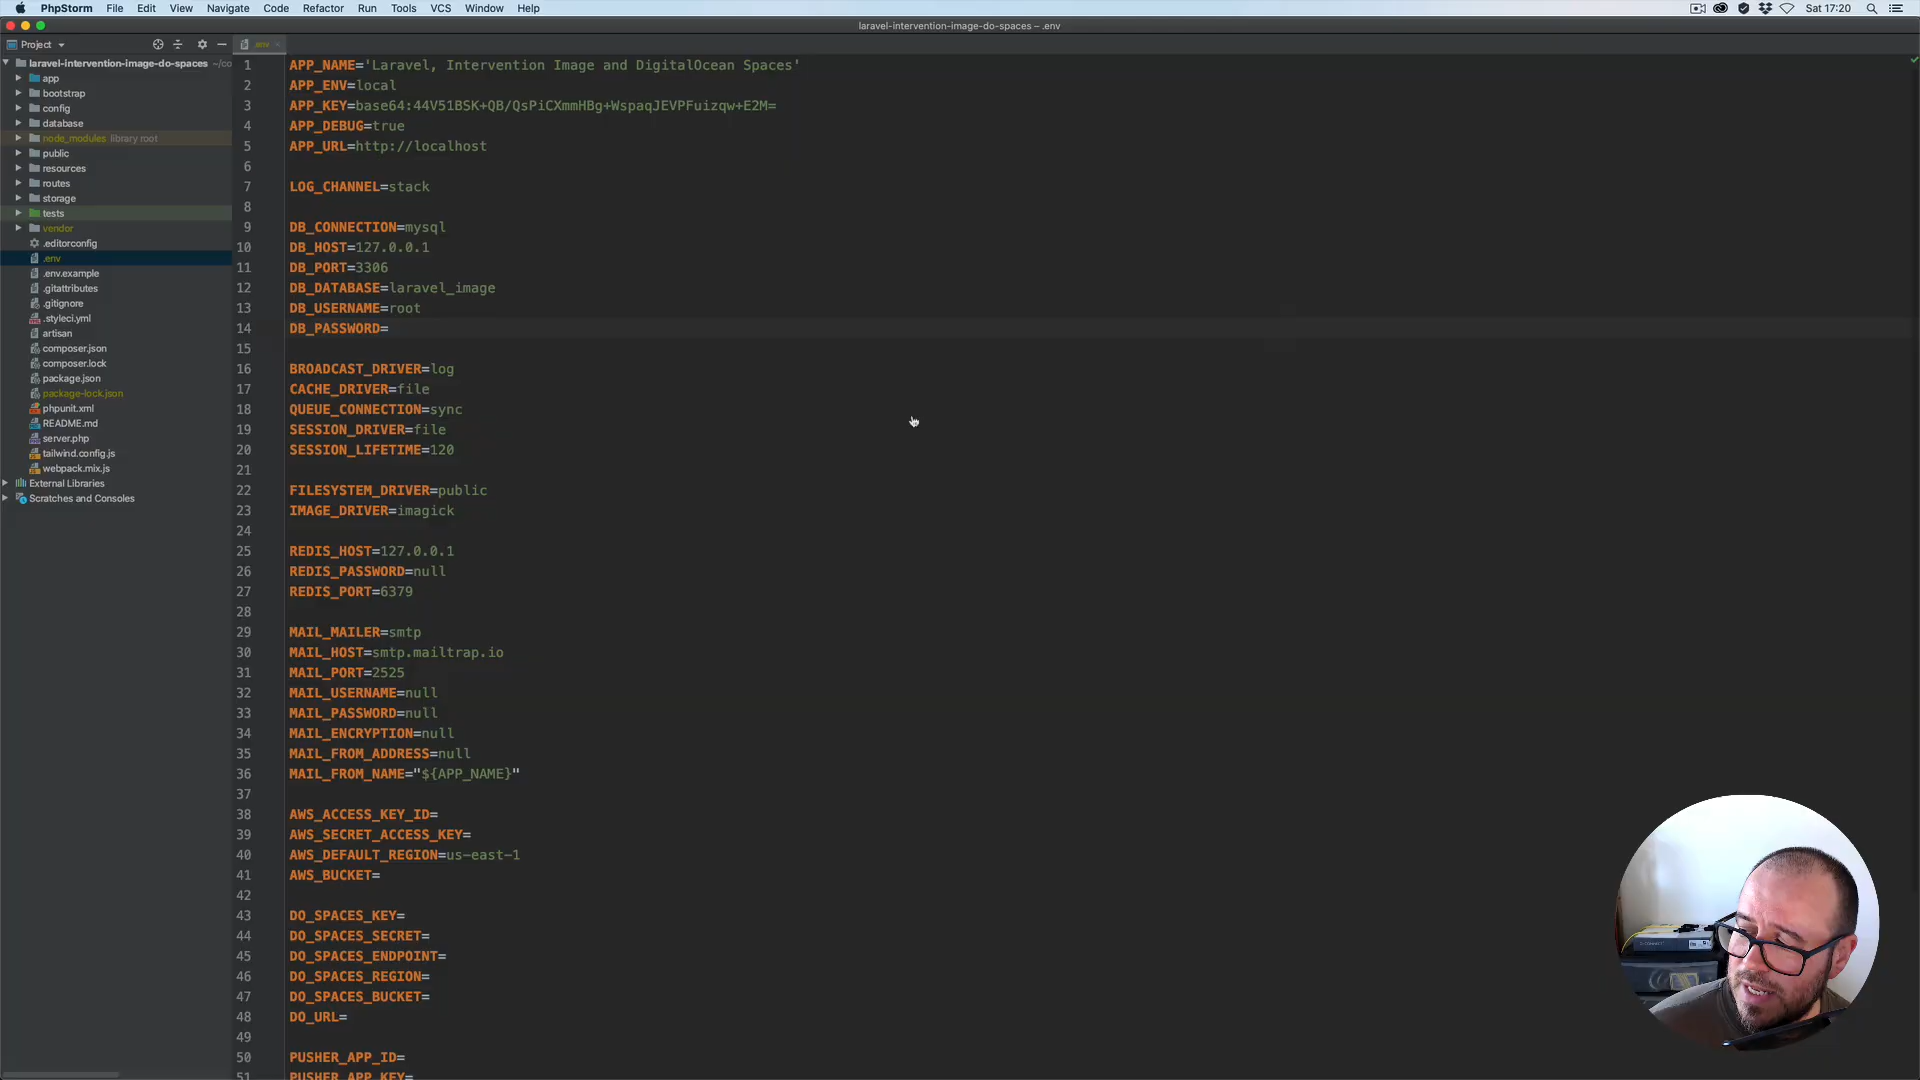 PhpStorm File Edit View Navigate Code Refactor Run Tools VCS Window Help
Sat 17:20
laravel-intervention-image-do-spaces – .env
Project
.env
laravel-intervention-image-do-spaces ~/co
app
bootstrap
config
database
node_modules library root
public
resources
routes
storage
tests
vendor
.editorconfig
.env
.env.example
.gitattributes
.gitignore
.styleci.yml
artisan
composer.json
composer.lock
package.json
package-lock.json
phpunit.xml
README.md
server.php
tailwind.config.js
webpack.mix.js
External Libraries
Scratches and Consoles
1 APP_NAME='Laravel, Intervention Image and DigitalOcean Spaces'
2 APP_ENV=local
3 APP_KEY=base64:44V51BSK+QB/QsPiCXmmHBg+WspaqJEVPFuizqw+E2M=
4 APP_DEBUG=true
5 APP_URL=http://localhost
6
7 LOG_CHANNEL=stack
8
9 DB_CONNECTION=mysql
10 DB_HOST=127.0.0.1
11 DB_PORT=3306
12 DB_DATABASE=laravel_image
13 DB_USERNAME=root
14 DB_PASSWORD=
15
16 BROADCAST_DRIVER=log
17 CACHE_DRIVER=file
18 QUEUE_CONNECTION=sync
19 SESSION_DRIVER=file
20 SESSION_LIFETIME=120
21
22 FILESYSTEM_DRIVER=public
23 IMAGE_DRIVER=imagick
24
25 REDIS_HOST=127.0.0.1
26 REDIS_PASSWORD=null
27 REDIS_PORT=6379
28
29 MAIL_MAILER=smtp
30 MAIL_HOST=smtp.mailtrap.io
31 MAIL_PORT=2525
32 MAIL_USERNAME=null
33 MAIL_PASSWORD=null
34 MAIL_ENCRYPTION=null
35 MAIL_FROM_ADDRESS=null
36 MAIL_FROM_NAME="${APP_NAME}"
37
38 AWS_ACCESS_KEY_ID=
39 AWS_SECRET_ACCESS_KEY=
40 AWS_DEFAULT_REGION=us-east-1
41 AWS_BUCKET=
42
43 DO_SPACES_KEY=
44 DO_SPACES_SECRET=
45 DO_SPACES_ENDPOINT=
46 DO_SPACES_REGION=
47 DO_SPACES_BUCKET=
48 DO_URL=
49
50 PUSHER_APP_ID=
51 PUSHER_APP_KEY=